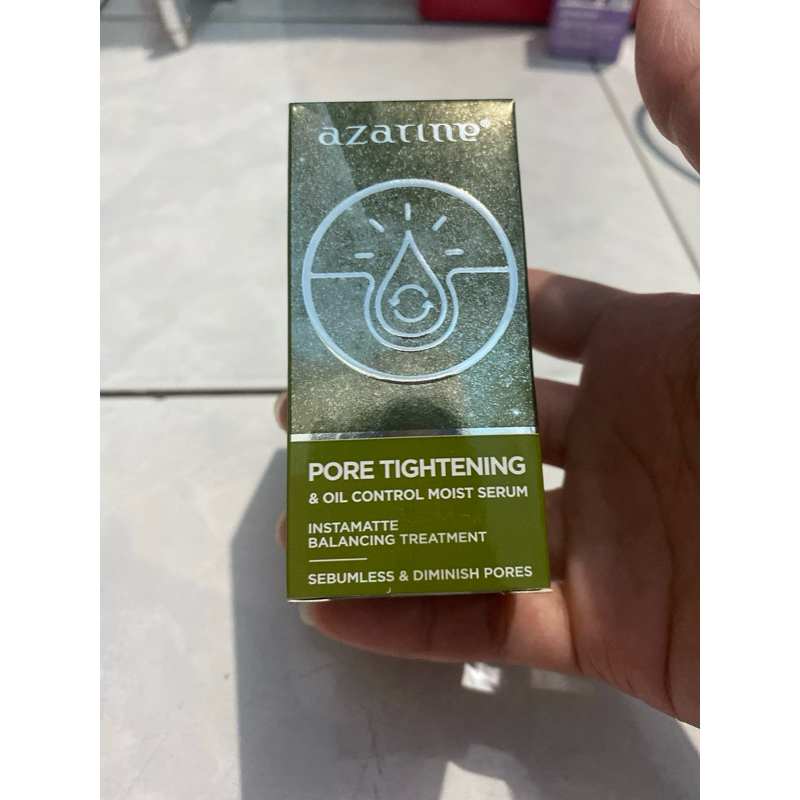 azarine®
PORE TIGHTENING
& OIL CONTROL MOIST SERUM
INSTAMATTE
BALANCING TREATMENT
SEBUMLESS & DIMINISH PORES